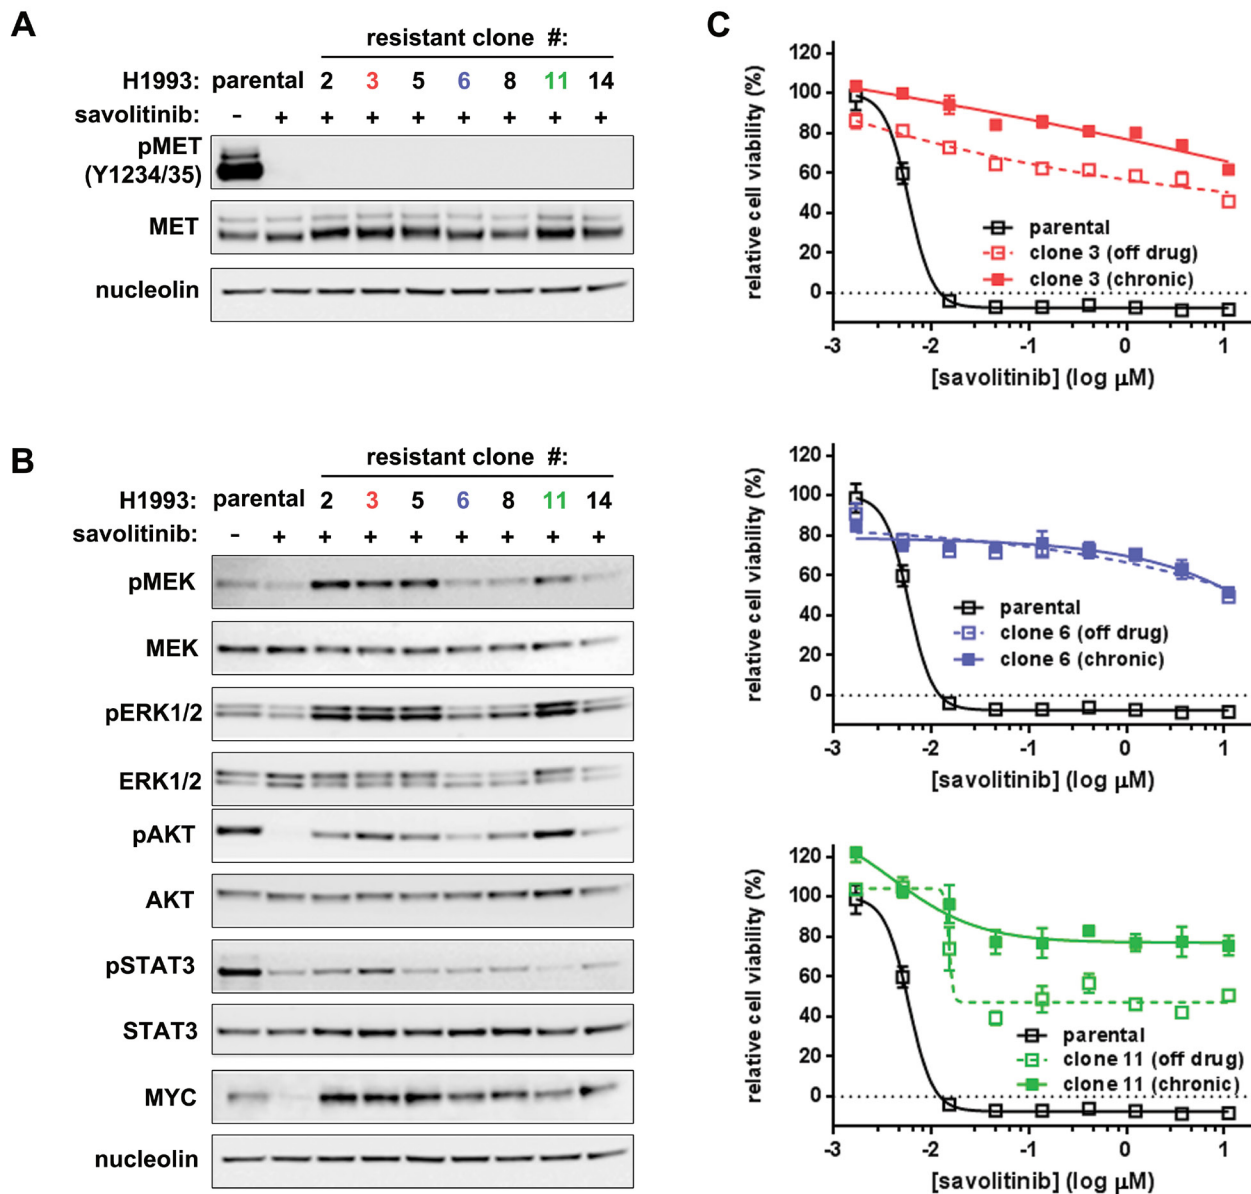 A
resistant clone #:
H1993: parental 2 3 5 6 8 11 14
savolitinib: - + + + + + + + +
pMET
(Y1234/35)
MET
nucleolin
B
resistant clone #:
H1993: parental 2 3 5 6 8 11 14
savolitinib: - + + + + + + + +
pMEK
MEK
pERK1/2
ERK1/2
pAKT
AKT
pSTAT3
STAT3
MYC
nucleolin
C
relative cell viability (%)
120
100
80
60
40
20
0
parental
clone 3 (off drug)
clone 3 (chronic)
-3 -2 -1 0 1
[savolitinib] (log μM)
relative cell viability (%)
120
100
80
60
40
20
0
parental
clone 6 (off drug)
clone 6 (chronic)
-3 -2 -1 0 1
[savolitinib] (log μM)
relative cell viability (%)
120
100
80
60
40
20
0
parental
clone 11 (off drug)
clone 11 (chronic)
-3 -2 -1 0 1
[savolitinib] (log μM)